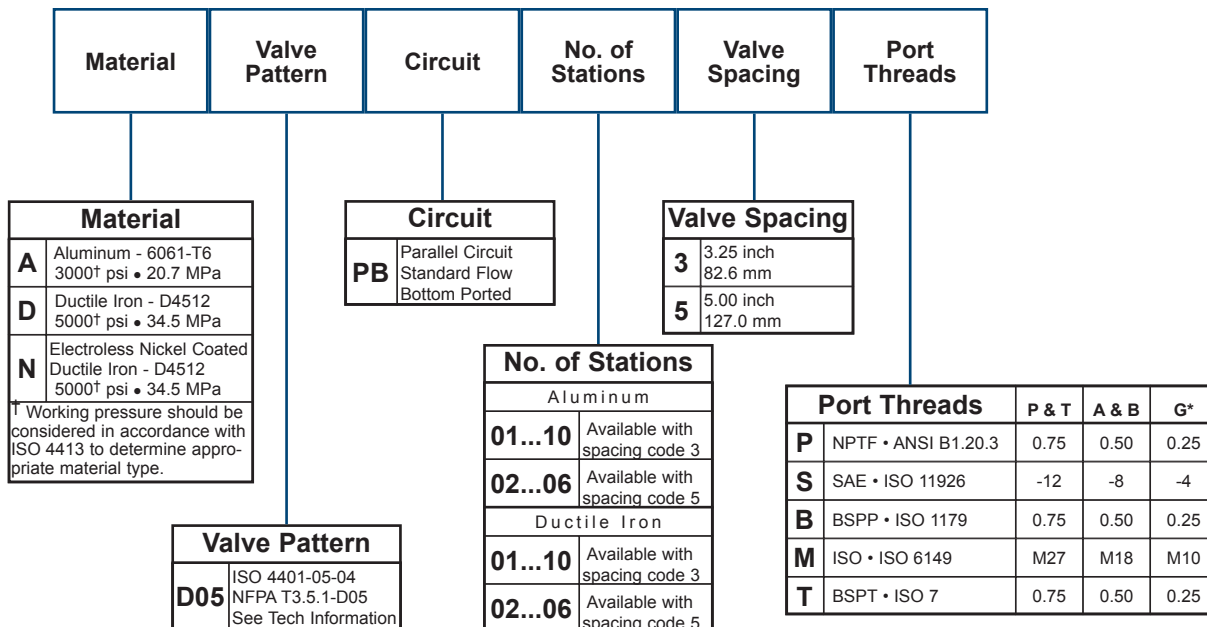 Material
Valve
Pattern
Circuit
No. of
Stations
Valve
Spacing
Port
Threads
Material
A
Aluminum - 6061-T6
3000† psi • 20.7 MPa
D
Ductile Iron - D4512
5000† psi • 34.5 MPa
N
Electroless Nickel Coated
Ductile Iron - D4512
5000† psi • 34.5 MPa
† Working pressure should be
considered in accordance with
ISO 4413 to determine appro-
priate material type.
Valve Pattern
D05
ISO 4401-05-04
NFPA T3.5.1-D05
See Tech Information
Circuit
PB
Parallel Circuit
Standard Flow
Bottom Ported
No. of Stations
Aluminum
01...10
Available with
spacing code 3
02...06
Available with
spacing code 5
Ductile Iron
01...10
Available with
spacing code 3
02...06
Available with
spacing code 5
Valve Spacing
3
3.25 inch
82.6 mm
5
5.00 inch
127.0 mm
Port Threads P & T A & B G*
P NPTF • ANSI B1.20.3 0.75 0.50 0.25
S SAE • ISO 11926 -12 -8 -4
B BSPP • ISO 1179 0.75 0.50 0.25
M ISO • ISO 6149 M27 M18 M10
T BSPT • ISO 7 0.75 0.50 0.25